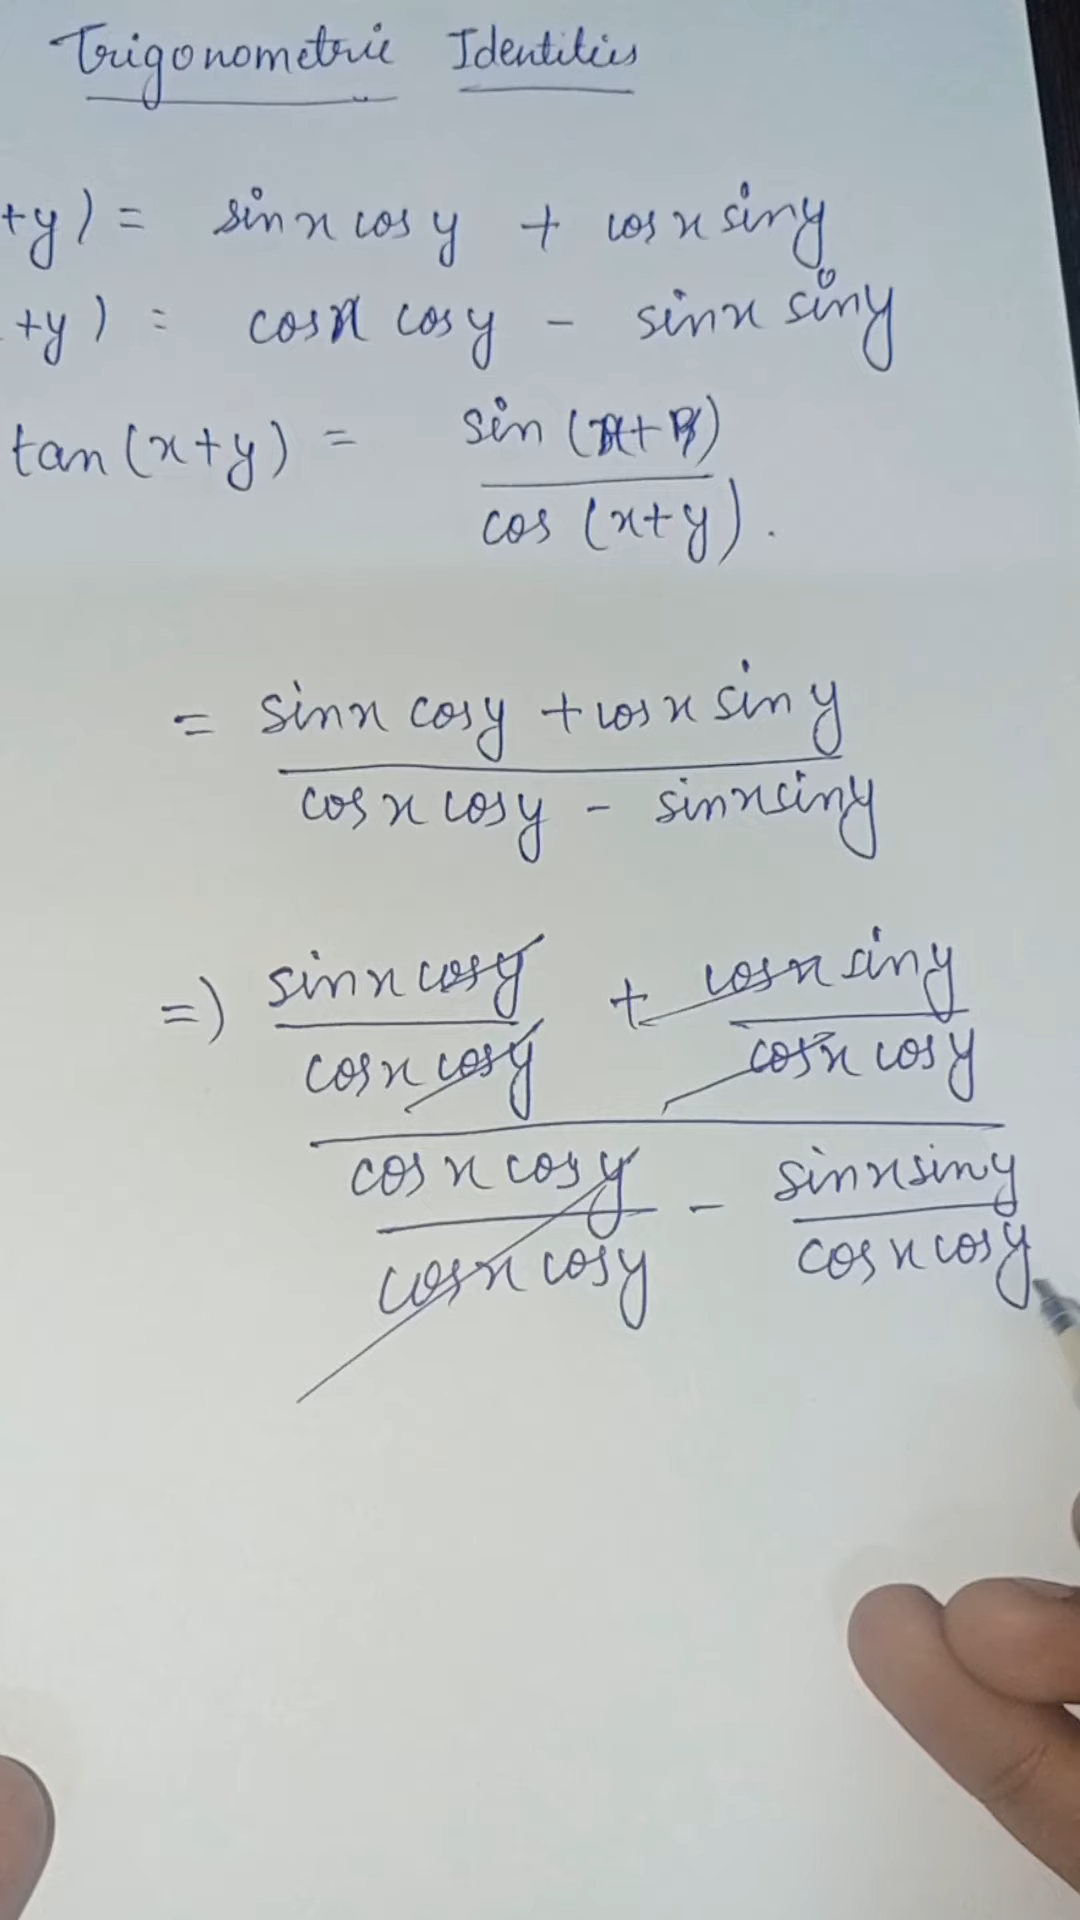 Trigonometric Identities
+y) = sinx cosy + cosx siny
+y) = cosx cosy - sinx siny
tan(x+y) = sin(x+y)
cos(x+y).
= sinx cosy + cosx siny
cosx cosy - sinx siny
=) sinx cosy + cosx siny
cosx cosy cosx cosy
cosx cosy - sinx siny
cosx cosy cosx cosy